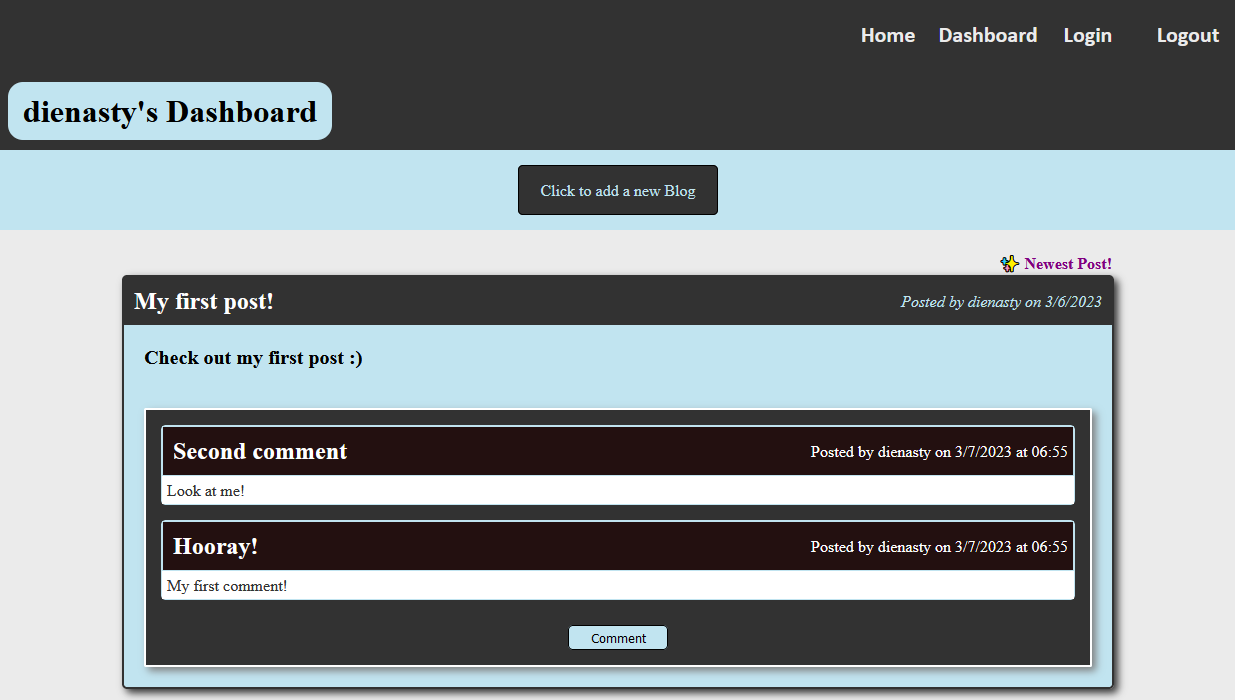 Home Dashboard Login Logout
dienasty's Dashboard
Click to add a new Blog
✨ Newest Post!
My first post! Posted by dienasty on 3/6/2023
Check out my first post :)
Second comment Posted by dienasty on 3/7/2023 at 06:55
Look at me!
Hooray! Posted by dienasty on 3/7/2023 at 06:55
My first comment!
Comment